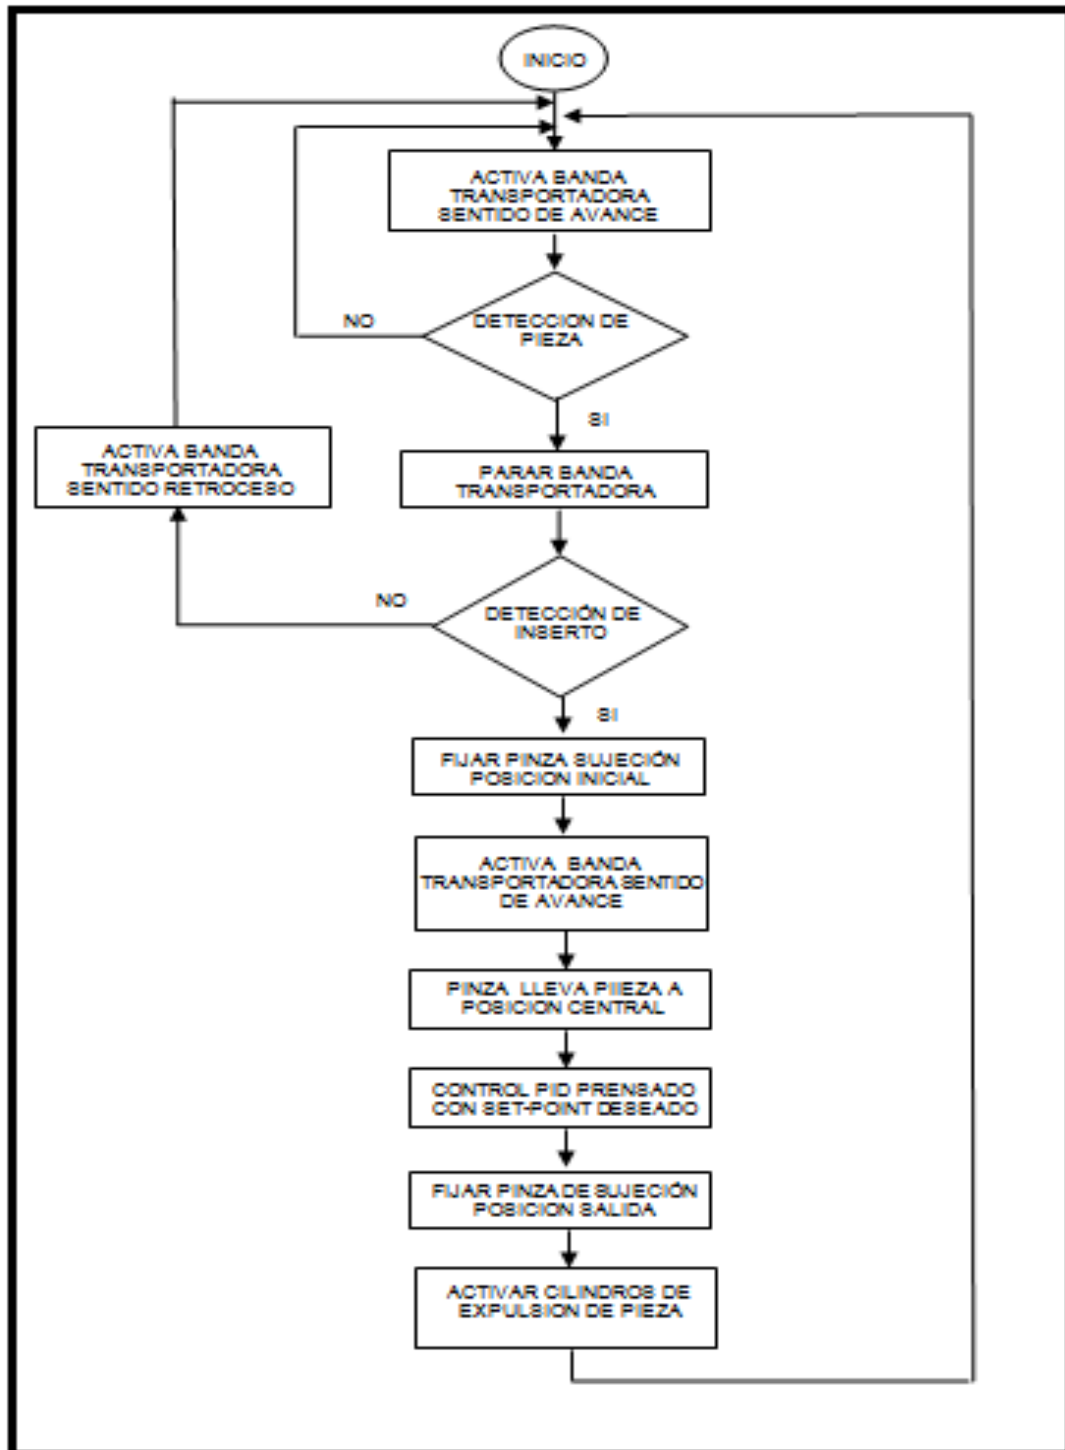 INICIO
ACTIVA BANDA
TRANSPORTADORA
SENTIDO DE AVANCE
NO
DETECCION DE
PIEZA
SI
ACTIVA BANDA
TRANSPORTADORA
SENTIDO RETROCESO
PARAR BANDA
TRANSPORTADORA
NO
DETECCIÓN DE
INSERTO
SI
FIJAR PINZA SUJECIÓN
POSICION INICIAL
ACTIVA BANDA
TRANSPORTADORA SENTIDO
DE AVANCE
PINZA LLEVA PIIEZA A
POSICION CENTRAL
CONTROL PID PRENSADO
CON SET-POINT DESEADO
FIJAR PINZA DE SUJECIÓN
POSICION SALIDA
ACTIVAR CILINDROS DE
EXPULSION DE PIEZA